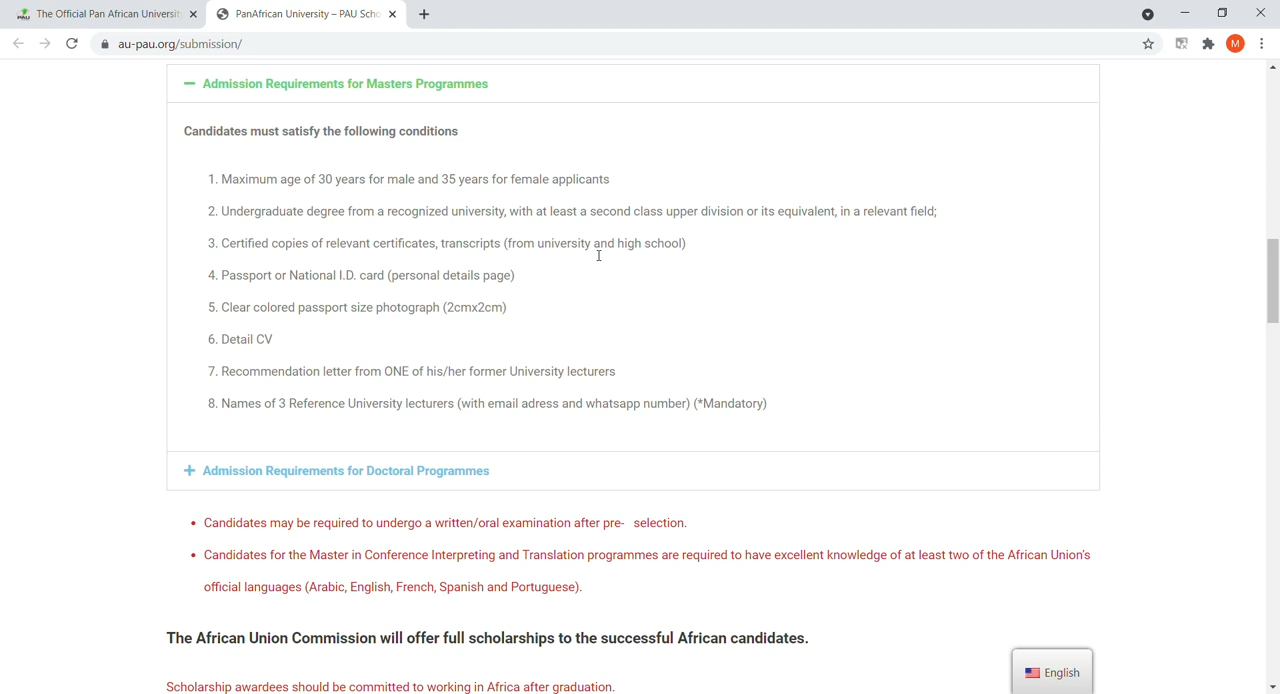 The Official Pan African Universit
PanAfrican University – PAU Scho
au-pau.org/submission/
M
Admission Requirements for Masters Programmes
Candidates must satisfy the following conditions
1. Maximum age of 30 years for male and 35 years for female applicants
2. Undergraduate degree from a recognized university, with at least a second class upper division or its equivalent, in a relevant field;
3. Certified copies of relevant certificates, transcripts (from university and high school)
4. Passport or National I.D. card (personal details page)
5. Clear colored passport size photograph (2cmx2cm)
6. Detail CV
7. Recommendation letter from ONE of his/her former University lecturers
8. Names of 3 Reference University lecturers (with email adress and whatsapp number) (*Mandatory)
Admission Requirements for Doctoral Programmes
• Candidates may be required to undergo a written/oral examination after pre- selection.
• Candidates for the Master in Conference Interpreting and Translation programmes are required to have excellent knowledge of at least two of the African Union's
official languages (Arabic, English, French, Spanish and Portuguese).
The African Union Commission will offer full scholarships to the successful African candidates.
English
Scholarship awardees should be committed to working in Africa after graduation.